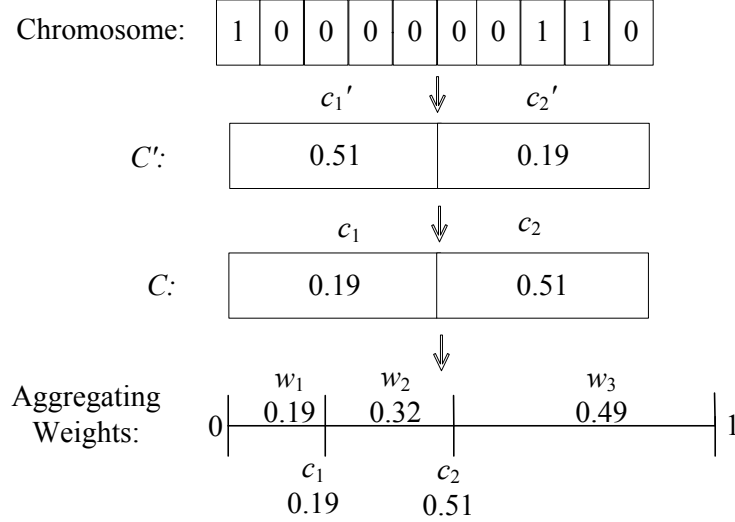 Chromosome: 1 0 0 0 0 0 0 1 1 0
c₁′ c₂′
C′: 0.51 0.19
c₁ c₂
C: 0.19 0.51
w₁ w₂ w₃
Aggregating
0.19 0.32 0.49
Weights: 0 1
c₁ c₂
0.19 0.51